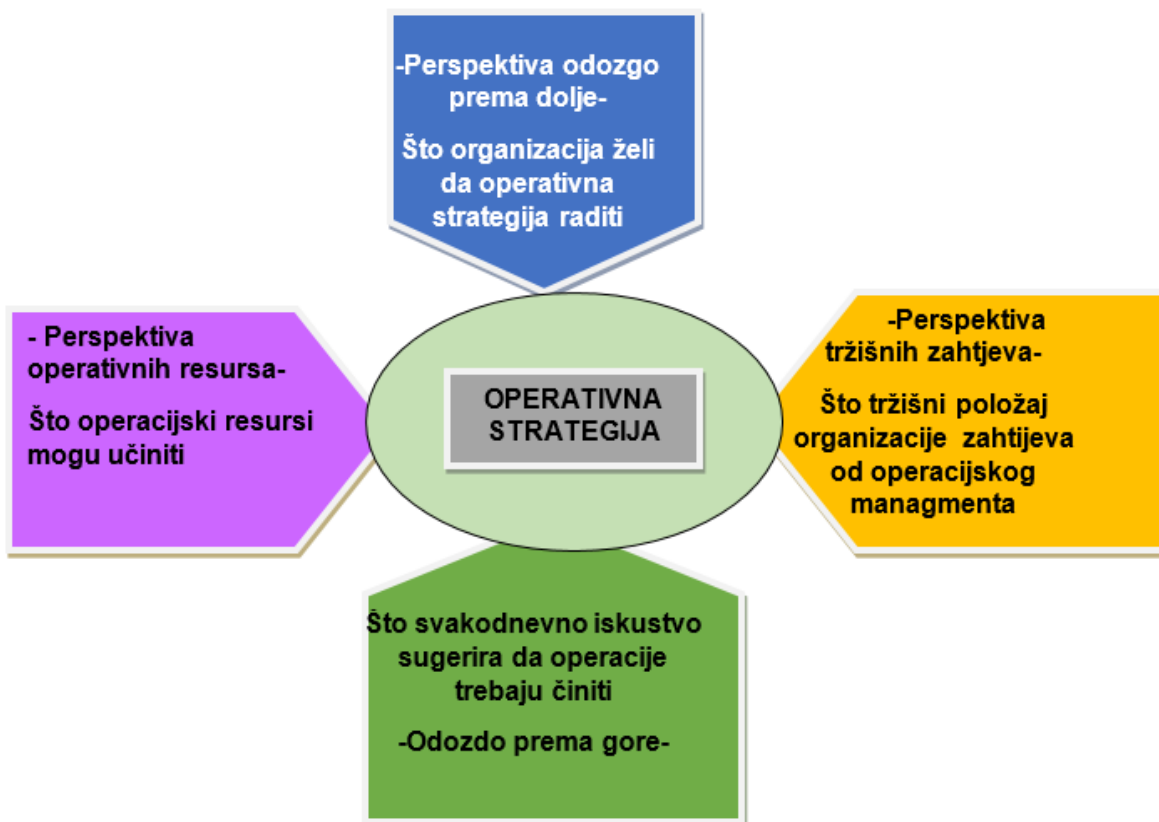 -Perspektiva odozgo
prema dolje-
Što organizacija želi
da operativna
strategija raditi
- Perspektiva
operativnih resursa-
Što operacijski resursi
mogu učiniti
OPERATIVNA
STRATEGIJA
-Perspektiva
tržišnih zahtjeva-
Što tržišni položaj
organizacije zahtijeva
od operacijskog
managmenta
Što svakodnevno iskustvo
sugerira da operacije
trebaju činiti
-Odozdo prema gore-